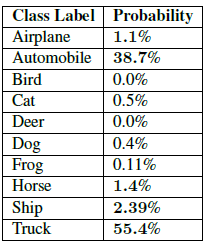 Class Label Probability
Airplane 1.1%
Automobile 38.7%
Bird 0.0%
Cat 0.5%
Deer 0.0%
Dog 0.4%
Frog 0.11%
Horse 1.4%
Ship 2.39%
Truck 55.4%